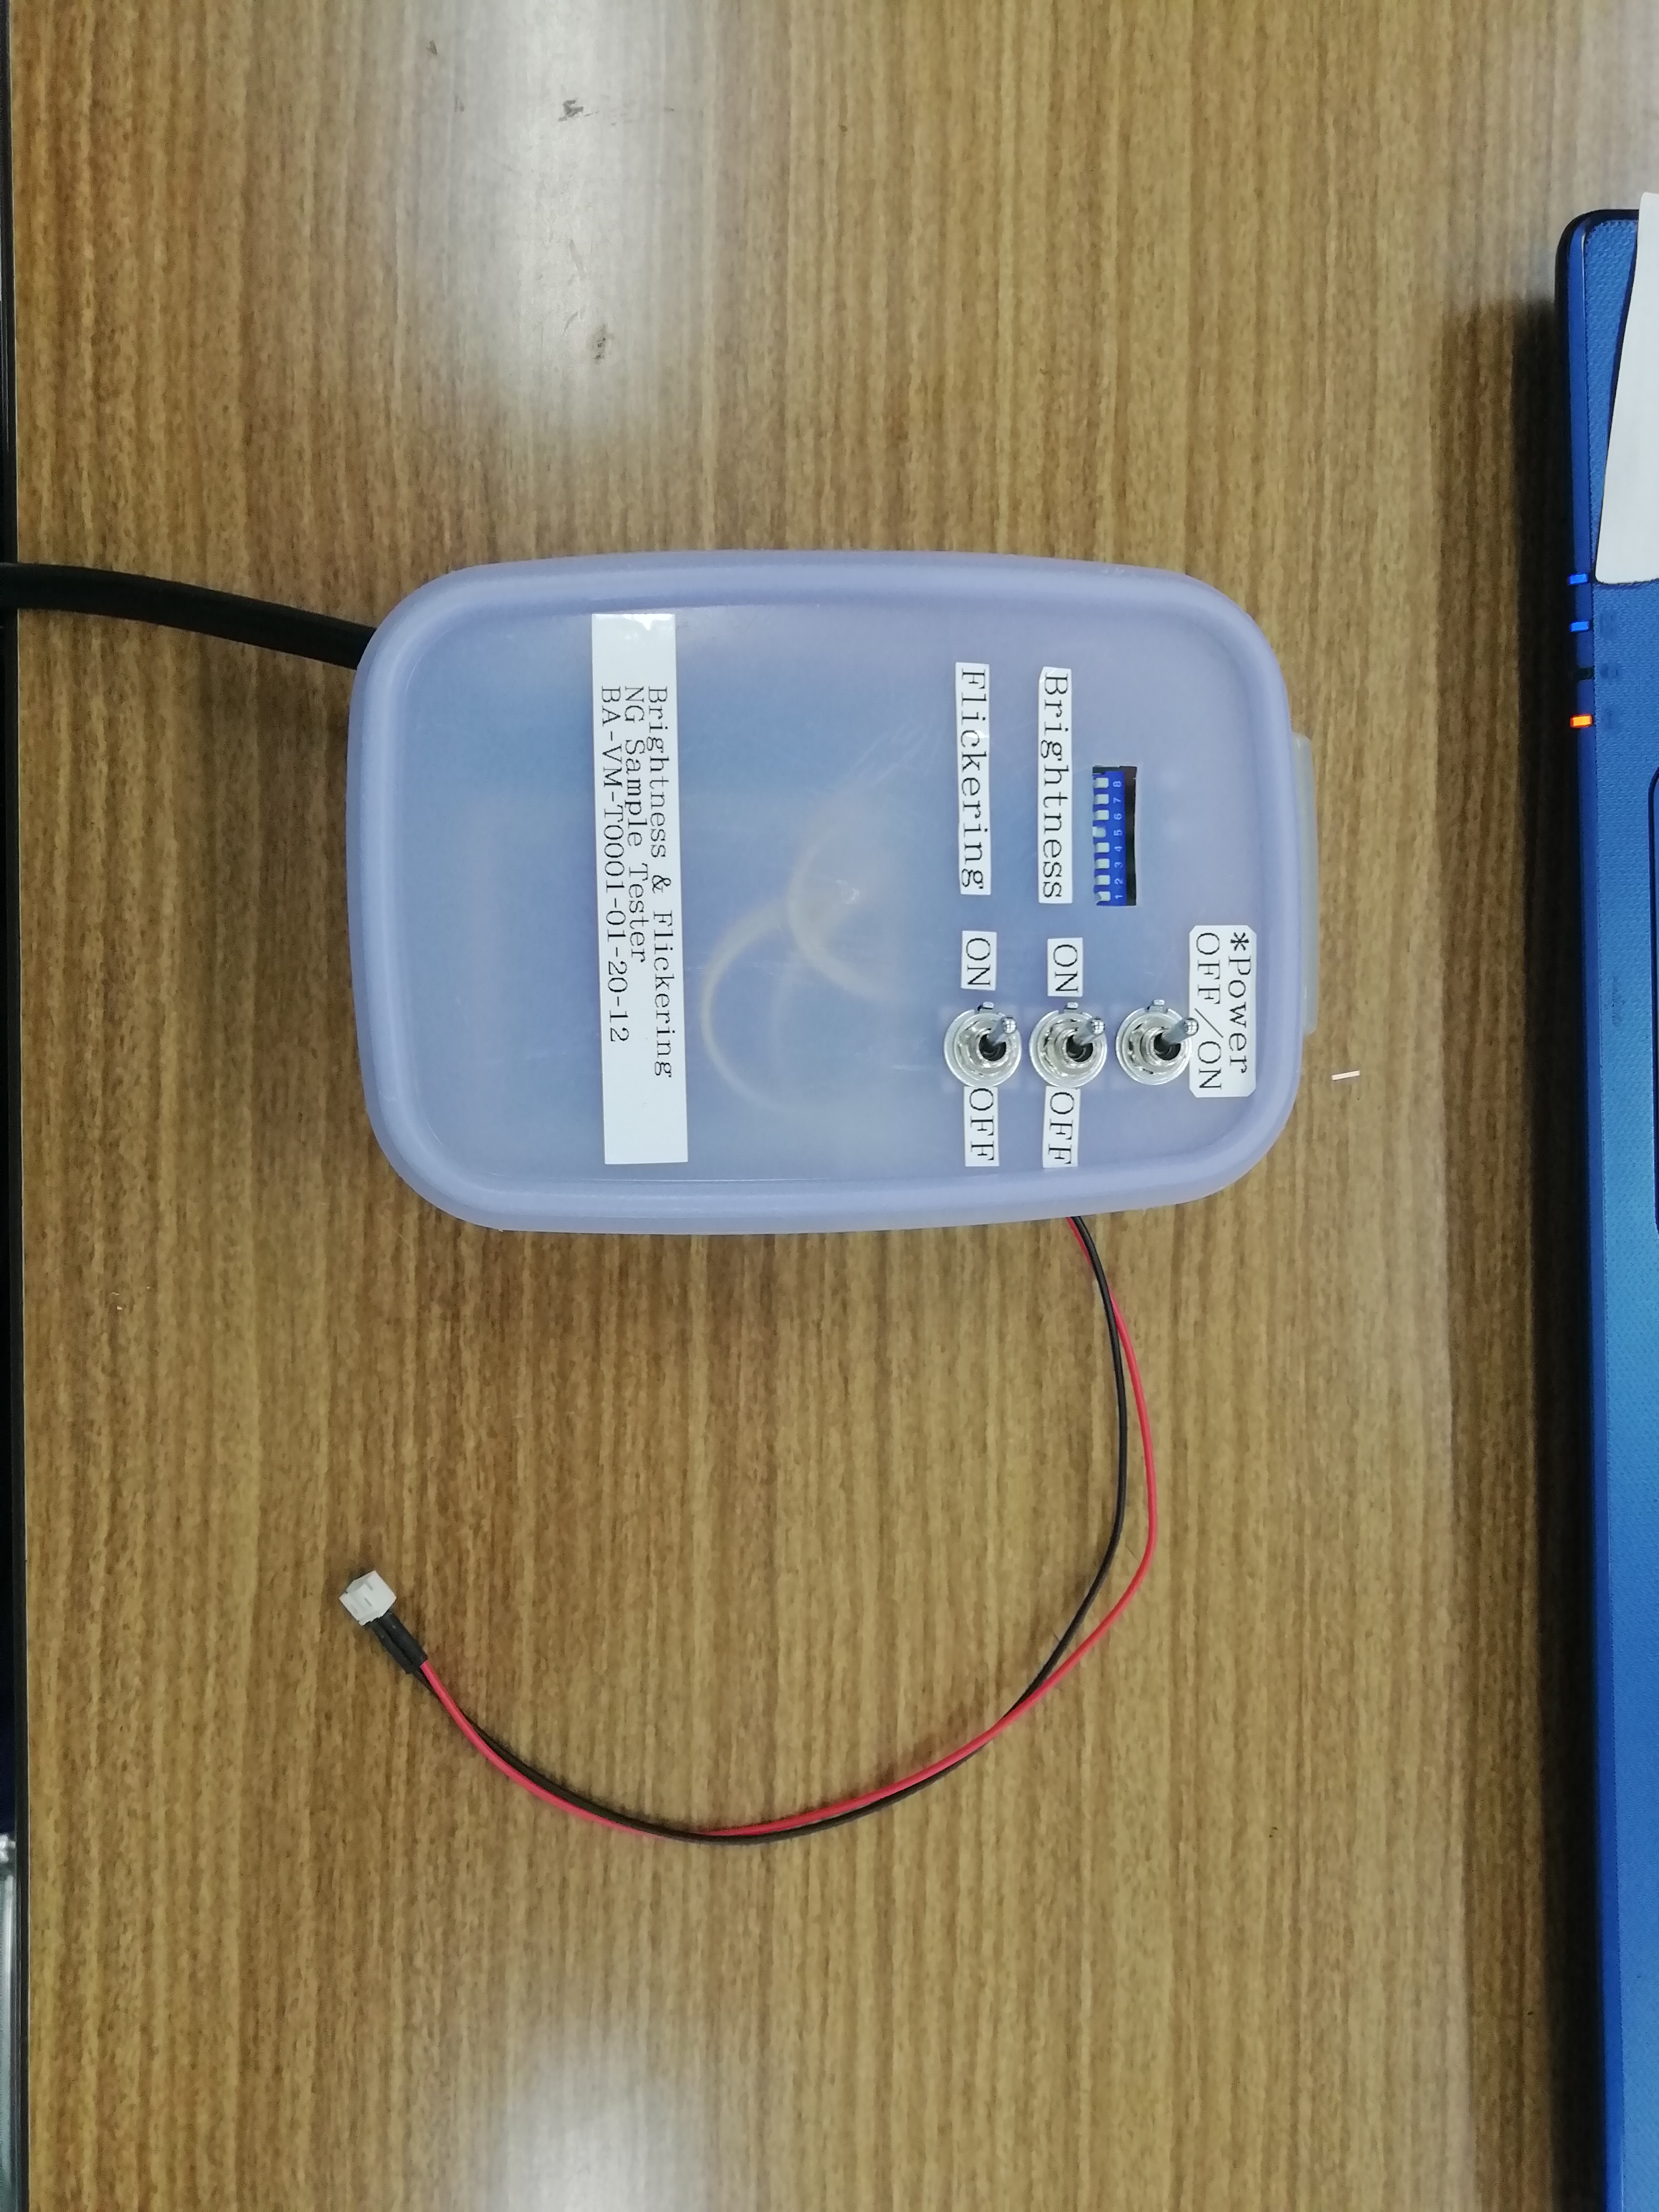 *Power
OFF/ON
8 7 6 5 4 3 2 1
Brightness ON OFF
Flickering ON OFF
Brightness & Flickering
NG Sample Tester
BA-VM-T0001-01-20-12